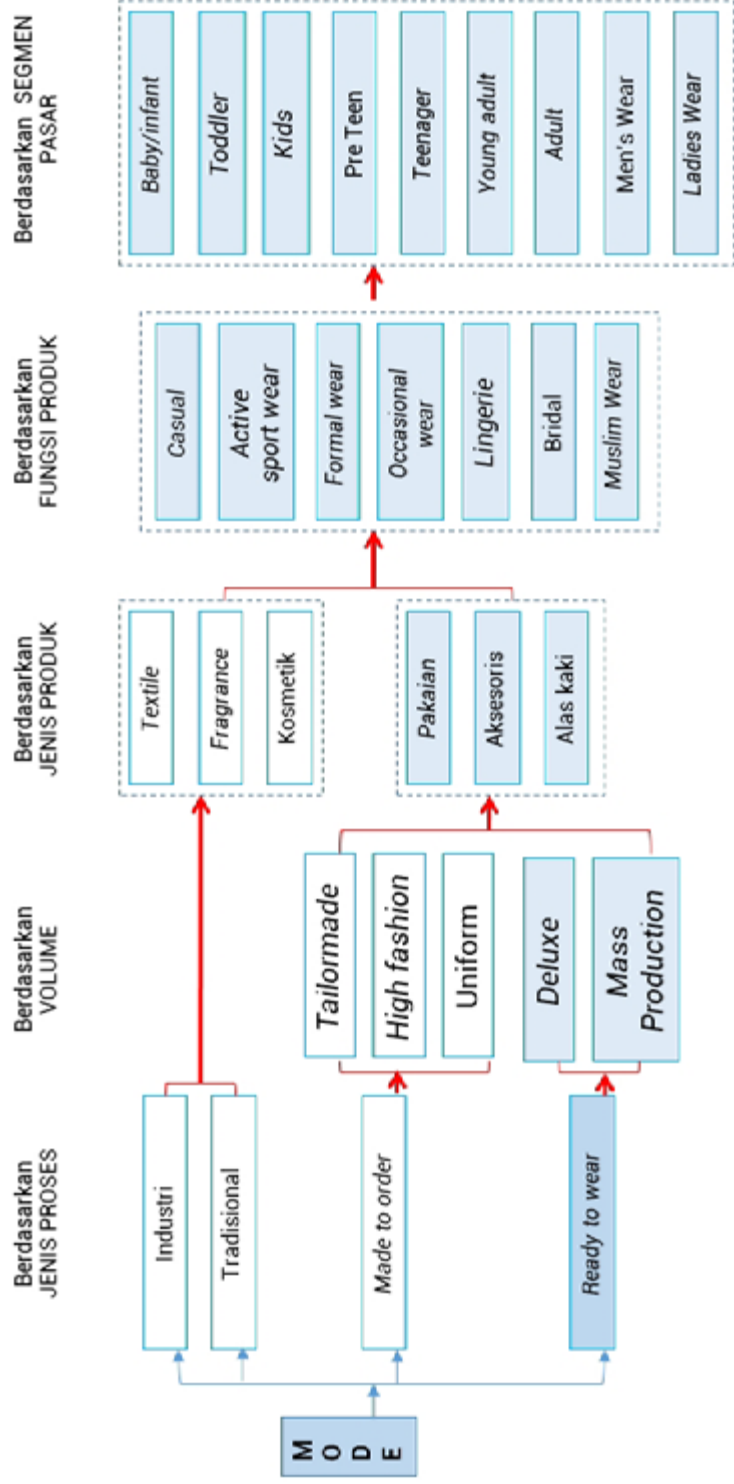 Berdasarkan
JENIS PROSES
Berdasarkan
VOLUME
Berdasarkan
JENIS PRODUK
Berdasarkan
FUNGSI PRODUK
Berdasarkan SEGMEN
PASAR
M
O
D
E
Industri
Tradisional
Made to order
Ready to wear
Tailormade
High fashion
Uniform
Deluxe
Mass
Production
Textile
Fragrance
Kosmetik
Pakaian
Aksesoris
Alas kaki
Casual
Active
sport wear
Formal wear
Occasional
wear
Lingerie
Bridal
Muslim Wear
Baby/infant
Toddler
Kids
Pre Teen
Teenager
Young adult
Adult
Men's Wear
Ladies Wear